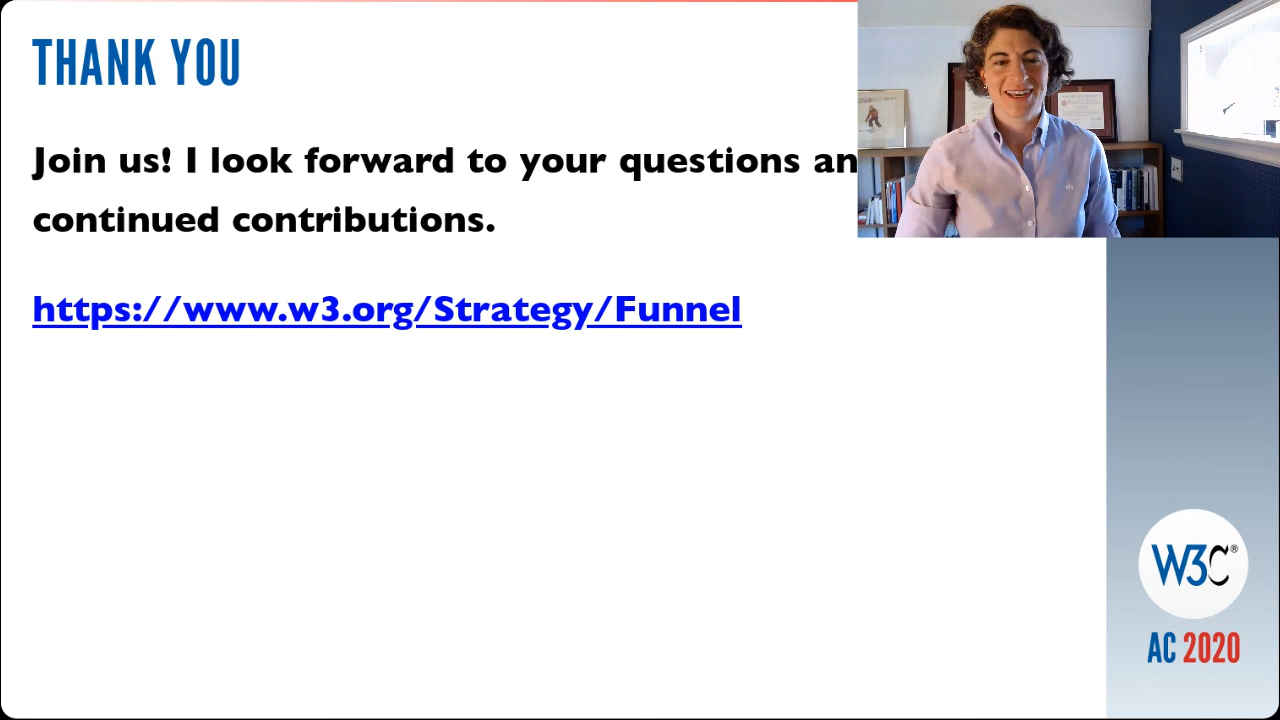 THANK YOU
Join us! I look forward to your questions an
continued contributions.
https://www.w3.org/Strategy/Funnel
W3C®
AC 2020